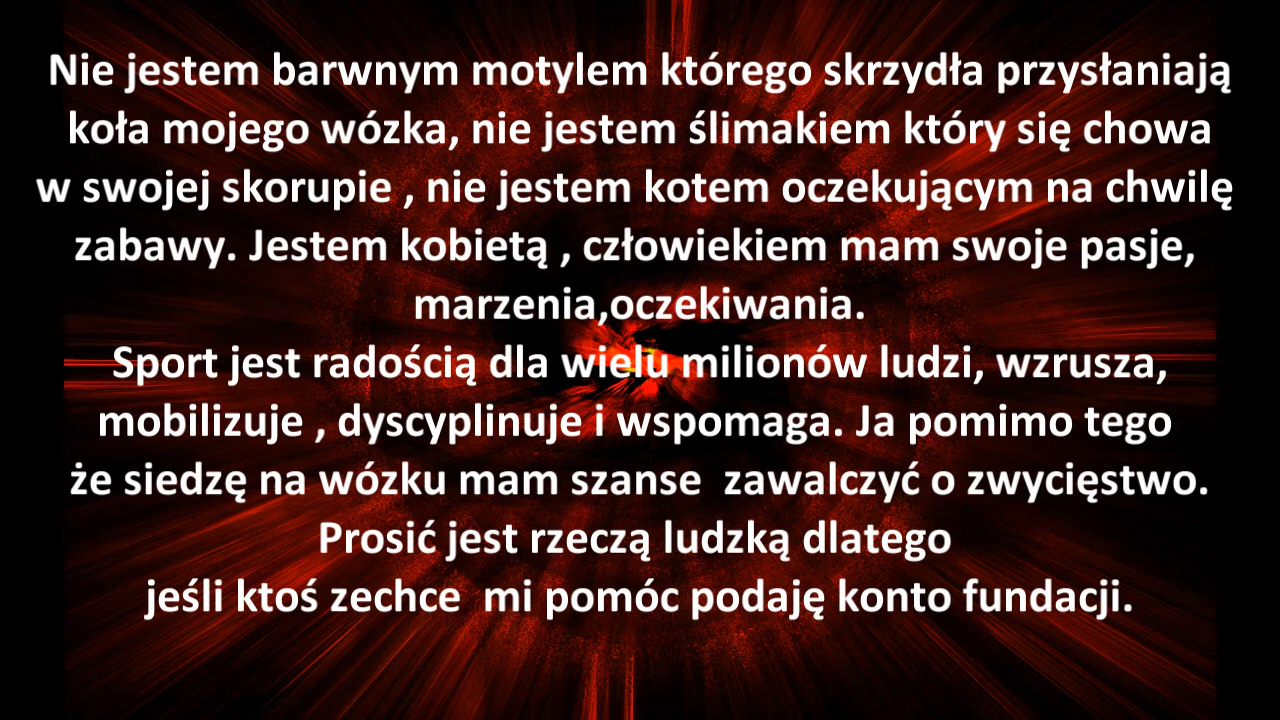 Nie jestem barwnym motylem którego skrzydła przysłaniają
koła mojego wózka, nie jestem ślimakiem który się chowa
w swojej skorupie , nie jestem kotem oczekującym na chwilę
zabawy. Jestem kobietą , człowiekiem mam swoje pasje,
marzenia,oczekiwania.
Sport jest radością dla wielu milionów ludzi, wzrusza,
mobilizuje , dyscyplinuje i wspomaga. Ja pomimo tego
że siedzę na wózku mam szanse  zawalczyć o zwycięstwo.
Prosić jest rzeczą ludzką dlatego
jeśli ktoś zechce  mi pomóc podaję konto fundacji.